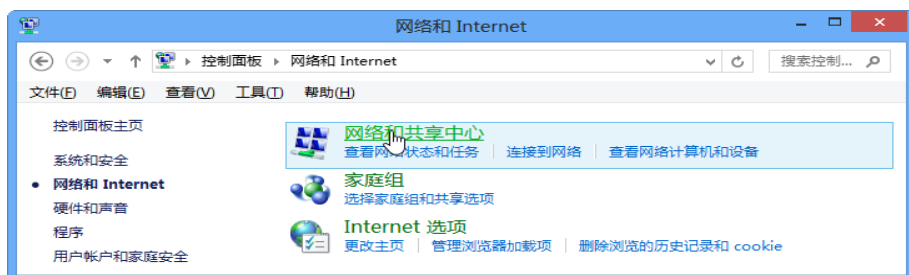 网络和 Internet
控制面板 网络和 Internet
搜索控制...
文件(F) 编辑(E) 查看(V) 工具(T) 帮助(H)
控制面板主页
系统和安全
网络和 Internet
硬件和声音
程序
用户帐户和家庭安全
网络和共享中心
查看网络状态和任务 连接到网络 查看网络计算机和设备
家庭组
选择家庭组和共享选项
Internet 选项
更改主页 管理浏览器加载项 删除浏览的历史记录和 cookie